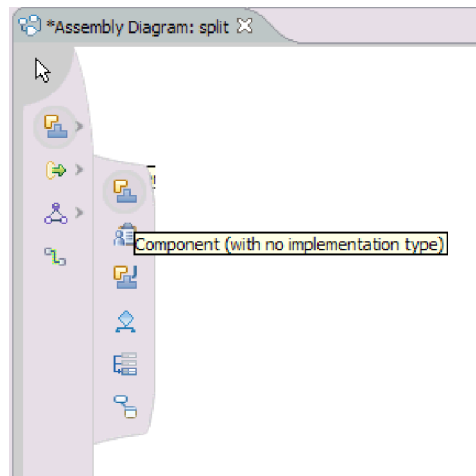 *Assembly Diagram: split
Component (with no implementation type)